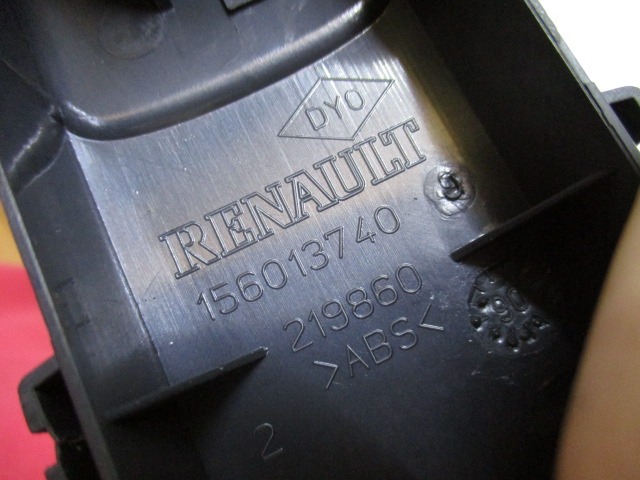 DYO
RENAULT
156013740
219860
>ABS<
2